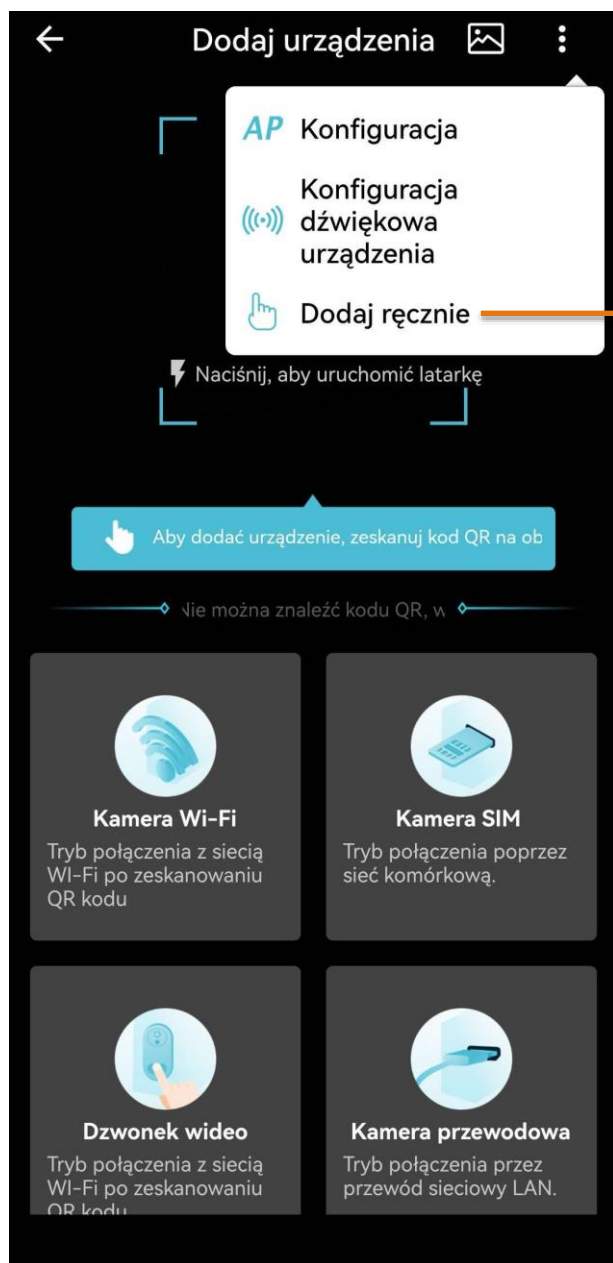 Dodaj urządzenia
AP Konfiguracja
Konfiguracja
dźwiękowa
urządzenia
Dodaj ręcznie
Naciśnij, aby uruchomić latarkę
Aby dodać urządzenie, zeskanuj kod QR na ob
Nie można znaleźć kodu QR, w
Kamera Wi-Fi
Tryb połączenia z siecią
WI-Fi po zeskanowaniu
QR kodu
Kamera SIM
Tryb połączenia poprzez
sieć komórkową.
Dzwonek wideo
Tryb połączenia z siecią
WI-Fi po zeskanowaniu
QR kodu
Kamera przewodowa
Tryb połączenia przez
przewód sieciowy LAN.